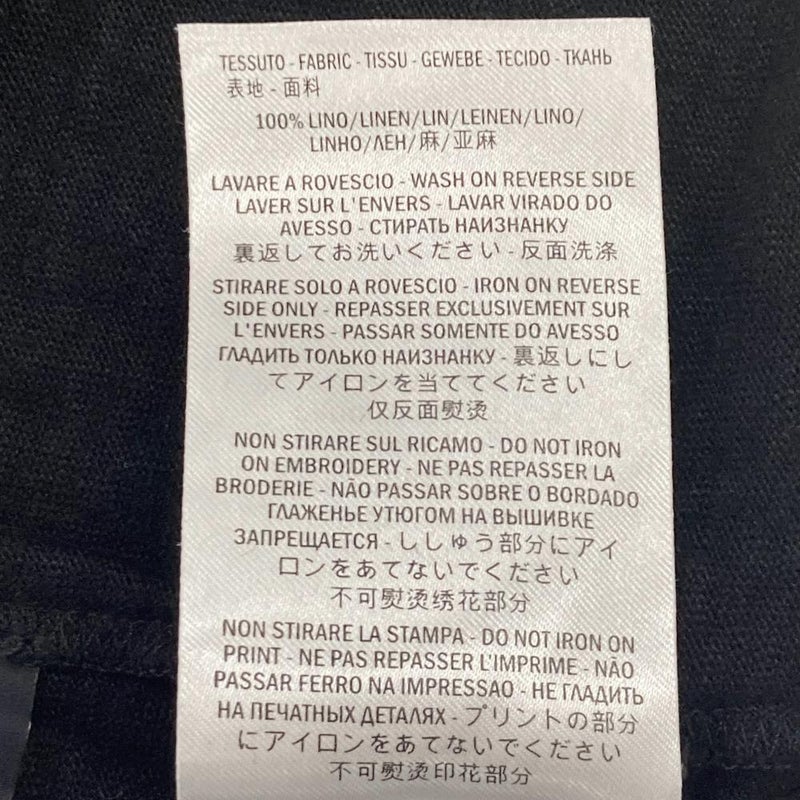 TESSUTO - FABRIC - TISSU - GEWEBE - TECIDO - ТКАНЬ
表地 - 面料
100% LINO/LINEN/LIN/LEINEN/LINO/
LINHO/ЛЕН/麻/亚麻
LAVARE A ROVESCIO - WASH ON REVERSE SIDE
LAVER SUR L'ENVERS - LAVAR VIRADO DO
AVESSO - СТИРАТЬ НАИЗНАНКУ
裏返してお洗いください - 反面洗涤
STIRARE SOLO A ROVESCIO - IRON ON REVERSE
SIDE ONLY - REPASSER EXCLUSIVEMENT SUR
L'ENVERS - PASSAR SOMENTE DO AVESSO
ГЛАДИТЬ ТОЛЬКО НАИЗНАНКУ - 裏返しにし
てアイロンを当ててください
仅反面熨烫
NON STIRARE SUL RICAMO - DO NOT IRON
ON EMBROIDERY - NE PAS REPASSER LA
BRODERIE - NÃO PASSAR SOBRE O BORDADO
ГЛАЖЕНЬЕ УТЮГОМ НА ВЫШИВКЕ
ЗАПРЕЩАЕТСЯ - ししゅう部分にアイ
ロンをあてないでください
不可熨烫绣花部分
NON STIRARE LA STAMPA - DO NOT IRON ON
PRINT - NE PAS REPASSER L'IMPRIME - NÃO
PASSAR FERRO NA IMPRESSAO - НЕ ГЛАДИТЬ
НА ПЕЧАТНЫХ ДЕТАЛЯХ - プリントの部分
にアイロンをあてないでください
不可熨烫印花部分